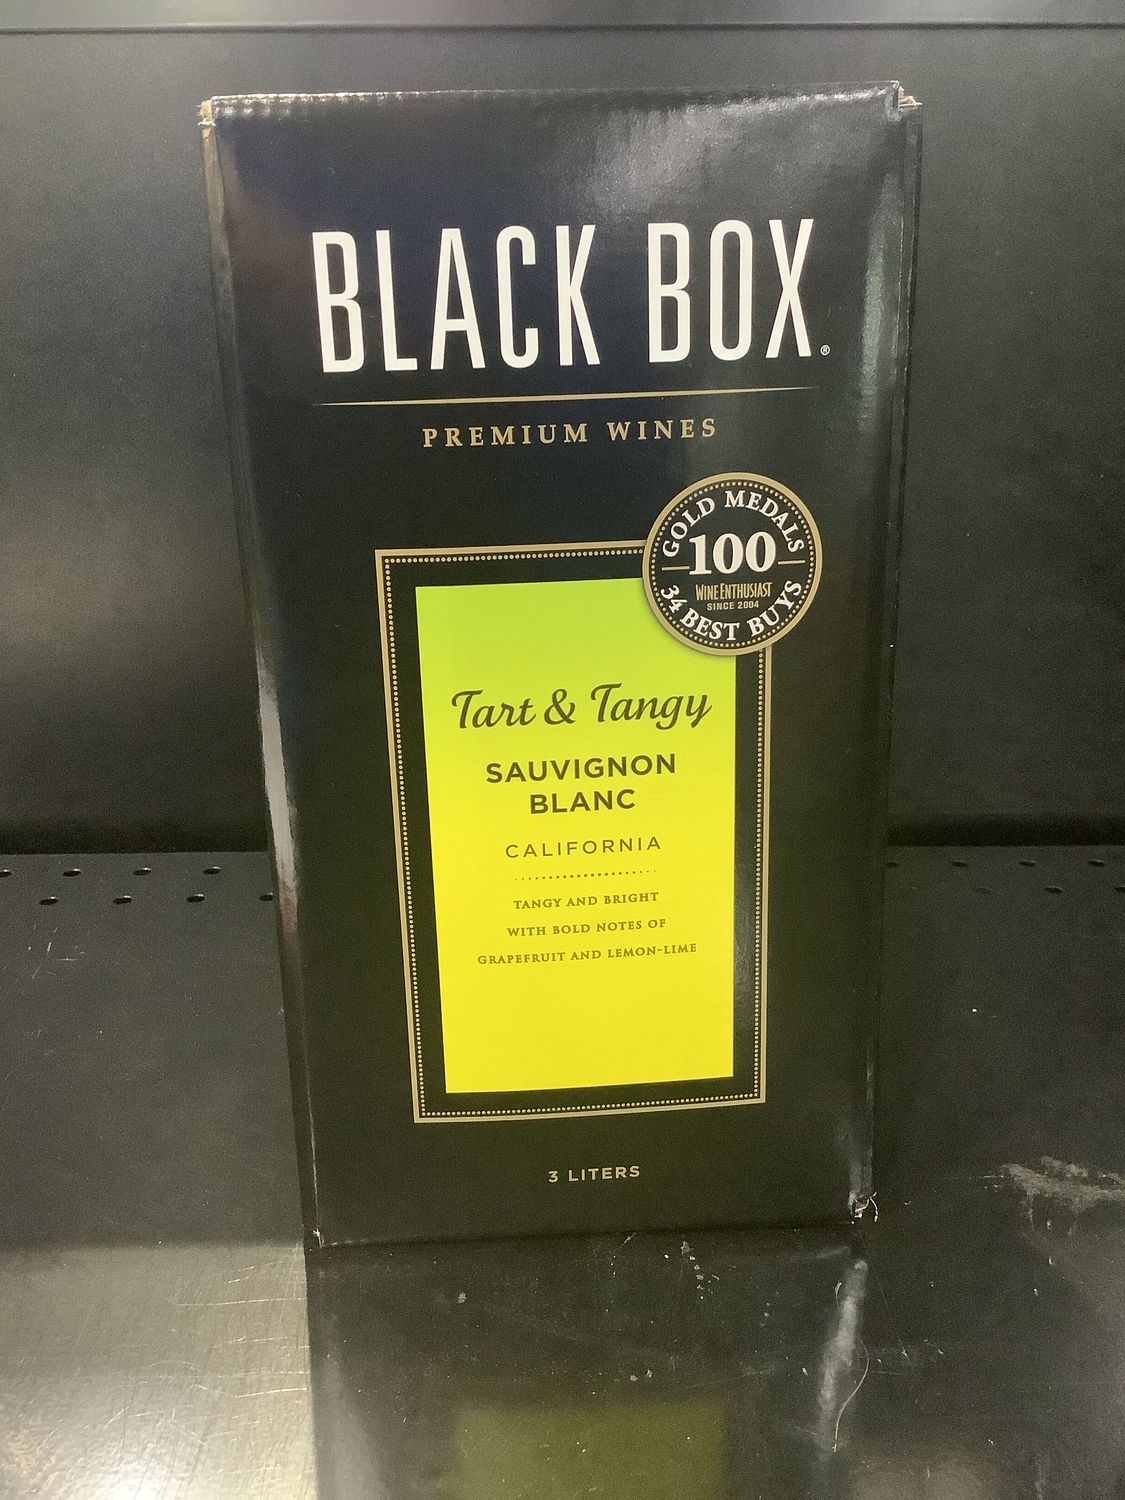 BLACK BOX®
PREMIUM WINES
GOLD MEDALS
100
WINE ENTHUSIAST
SINCE 2004
34 BEST BUYS
Tart & Tangy
SAUVIGNON
BLANC
CALIFORNIA
TANGY AND BRIGHT
WITH BOLD NOTES OF
GRAPEFRUIT AND LEMON-LIME
3 LITERS